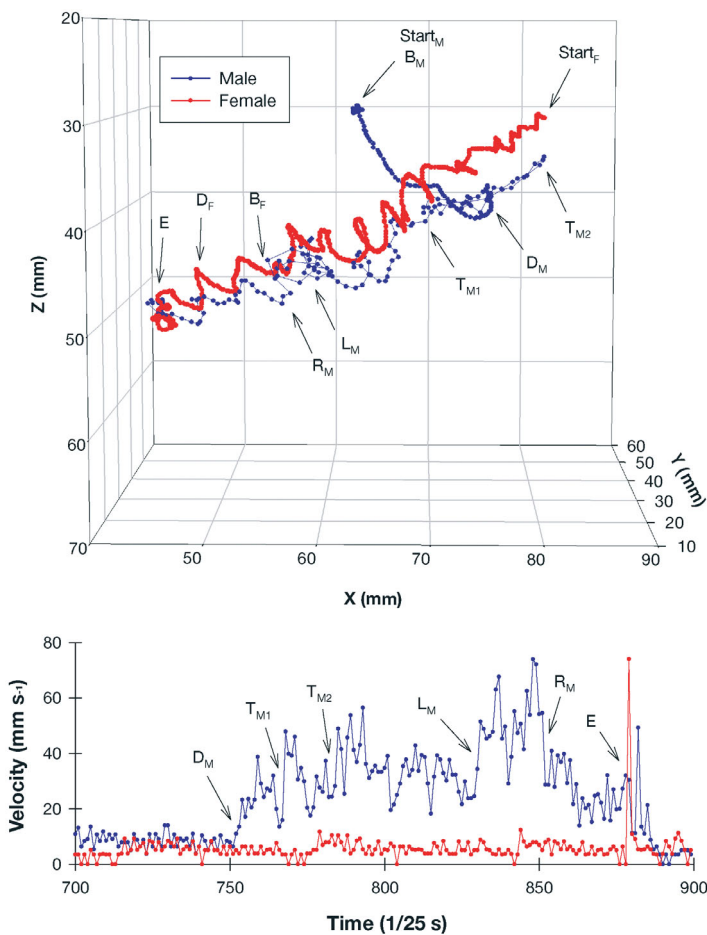 20
30
40
50
60
70
Z (mm)
Male
Female
Start_M
B_M
Start_F
E
D_F
B_F
T_M2
D_M
T_M1
L_M
R_M
60
50
40
30
20
10
Y (mm)
50
60
70
80
90
X (mm)
80
60
40
20
0
Velocity (mm s-1)
D_M
T_M1
T_M2
L_M
R_M
E
700
750
800
850
900
Time (1/25 s)